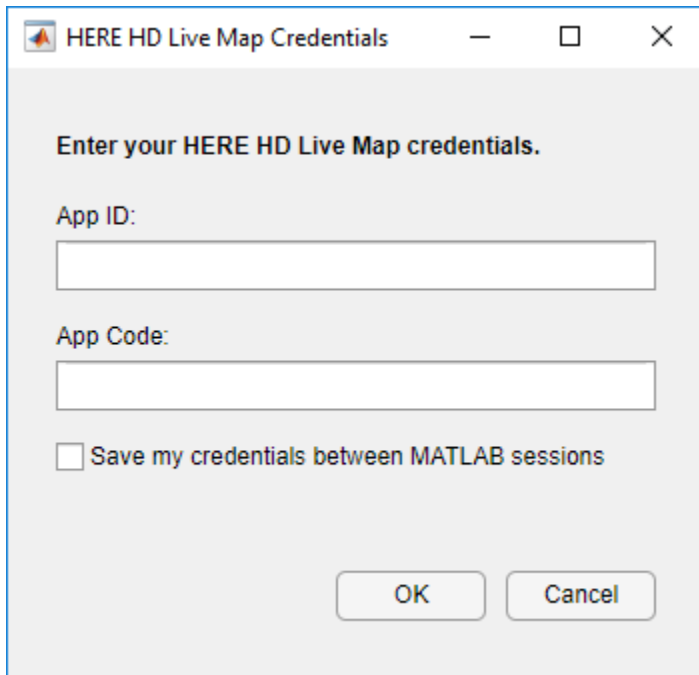 HERE HD Live Map Credentials
Enter your HERE HD Live Map credentials.
App ID:
App Code:
Save my credentials between MATLAB sessions
OK
Cancel